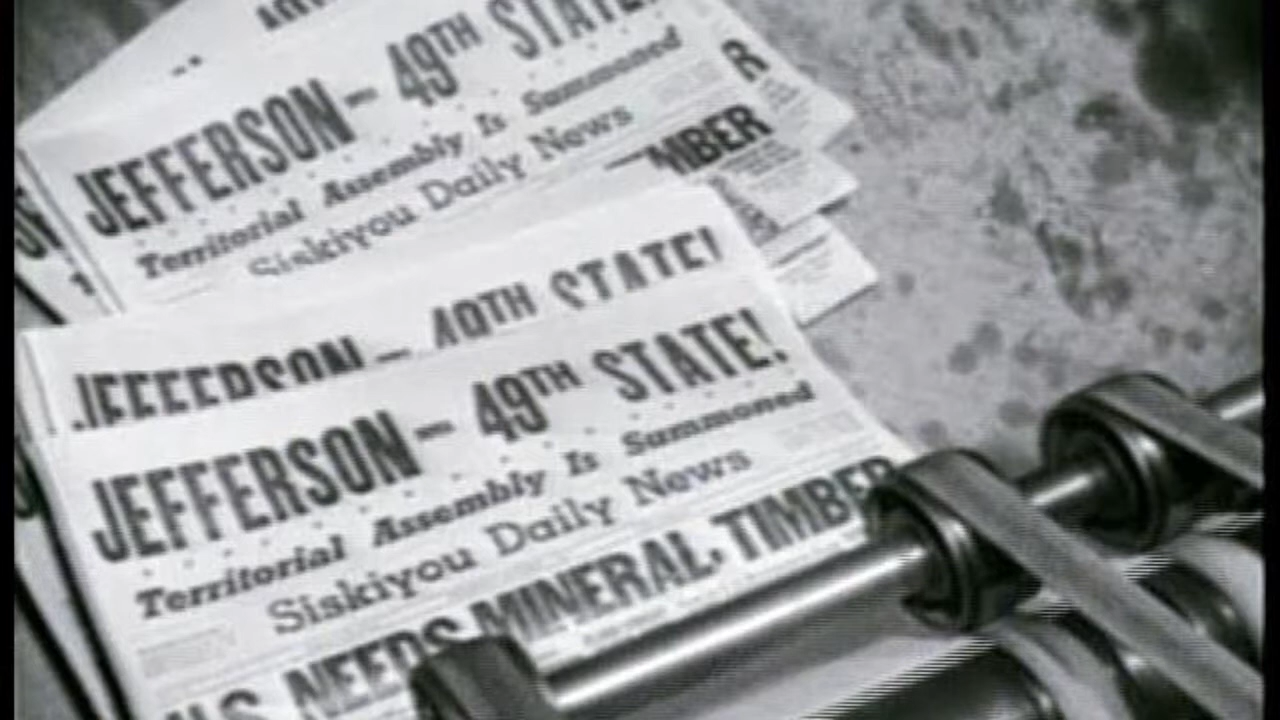 JEFFERSON – 49TH STATE!
Territorial Assembly Is Summoned
Siskiyou Daily News
R
MBER
JEFFERSON – 49TH STATE!
JEFFERSON – 49TH STATE!
Territorial Assembly Is Summoned
Siskiyou Daily News
U.S. NEEDS MINERAL, TIMBER